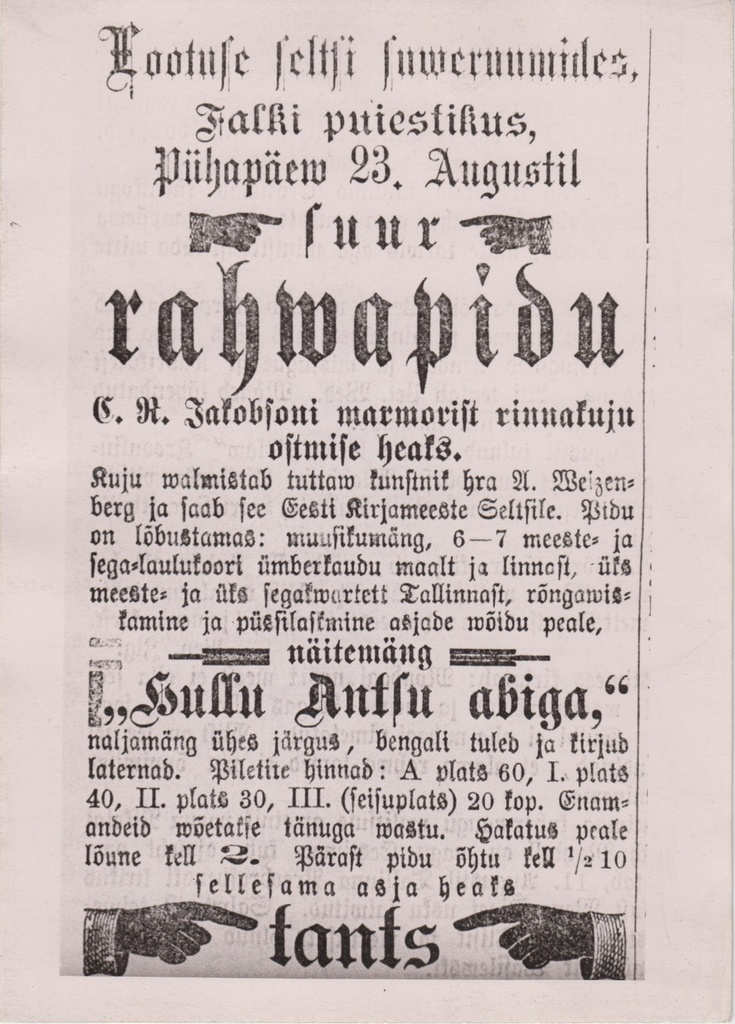 Lootuse seltsi suweruumides,
Falki puiestikus,
Pühapäew 23. Augustil
suur
rahwapidu
C. R. Jakobsoni marmorist rinnakuju
ostmise heaks.
Kuju walmistab tuttaw kunstnik hra A. Weizen-
berg ja saab see Eesti Kirjameeste Seltsile. Pidu
on lõbustamas: muusikumäng, 6—7 meeste- ja
sega-laulukoori ümberkaudu maalt ja linnast, üks
meeste- ja üks segakwartett Tallinnast, rõngawis-
kamine ja püssilaskmine asjade wõidu peale,
näitemäng
„Hullu Antsu abiga,“
naljamäng ühes järgus, bengali tuled ja kirjud
laternad. Piletite hinnad: A plats 60, I. plats
40, II. plats 30, III. (seisuplats) 20 kop. Enam-
andeid wõetakse tänuga wastu. Hakatus peale
lõune kell 2. Pärast pidu õhtu kell 1/2 10
sellesama asja heaks
tants